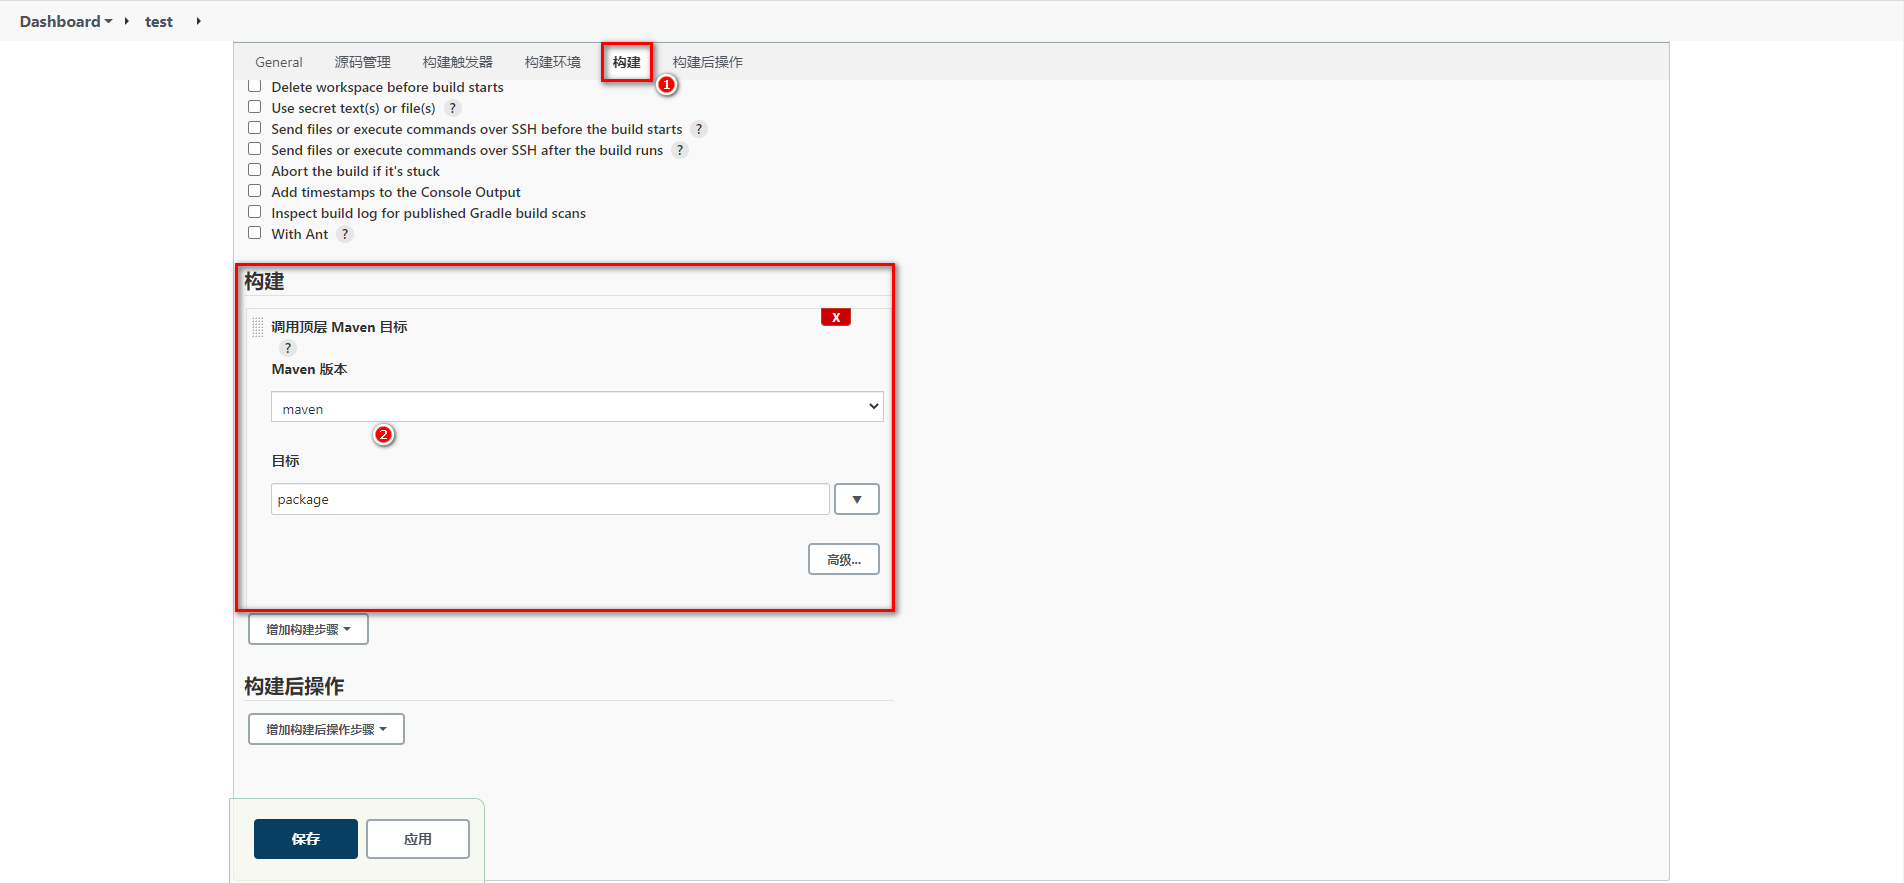 Dashboard test
General 源码管理 构建触发器 构建环境 构建 构建后操作
1
Delete workspace before build starts
Use secret text(s) or file(s) ?
Send files or execute commands over SSH before the build starts ?
Send files or execute commands over SSH after the build runs ?
Abort the build if it's stuck
Add timestamps to the Console Output
Inspect build log for published Gradle build scans
With Ant ?
构建
调用顶层 Maven 目标 X
?
Maven 版本
maven
2
目标
package ▼
高级...
增加构建步骤
构建后操作
增加构建后操作步骤
保存 应用